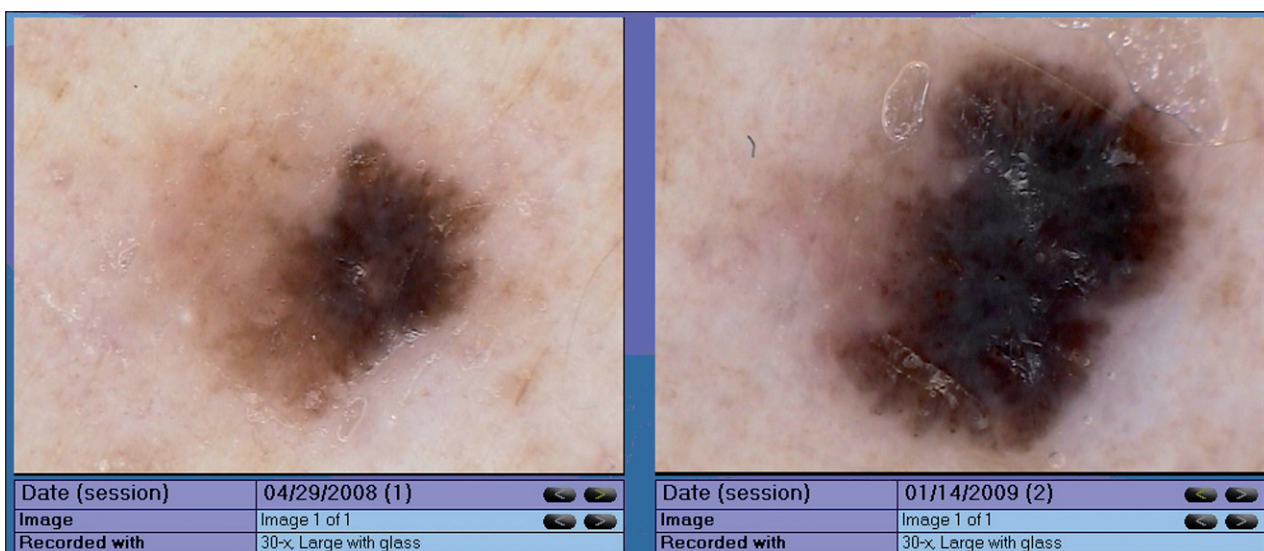 Date (session) 04/29/2008 (1) < >
Image Image 1 of 1 < >
Recorded with 30-x, Large with glass
Date (session) 01/14/2009 (2) < >
Image Image 1 of 1 < >
Recorded with 30-x, Large with glass